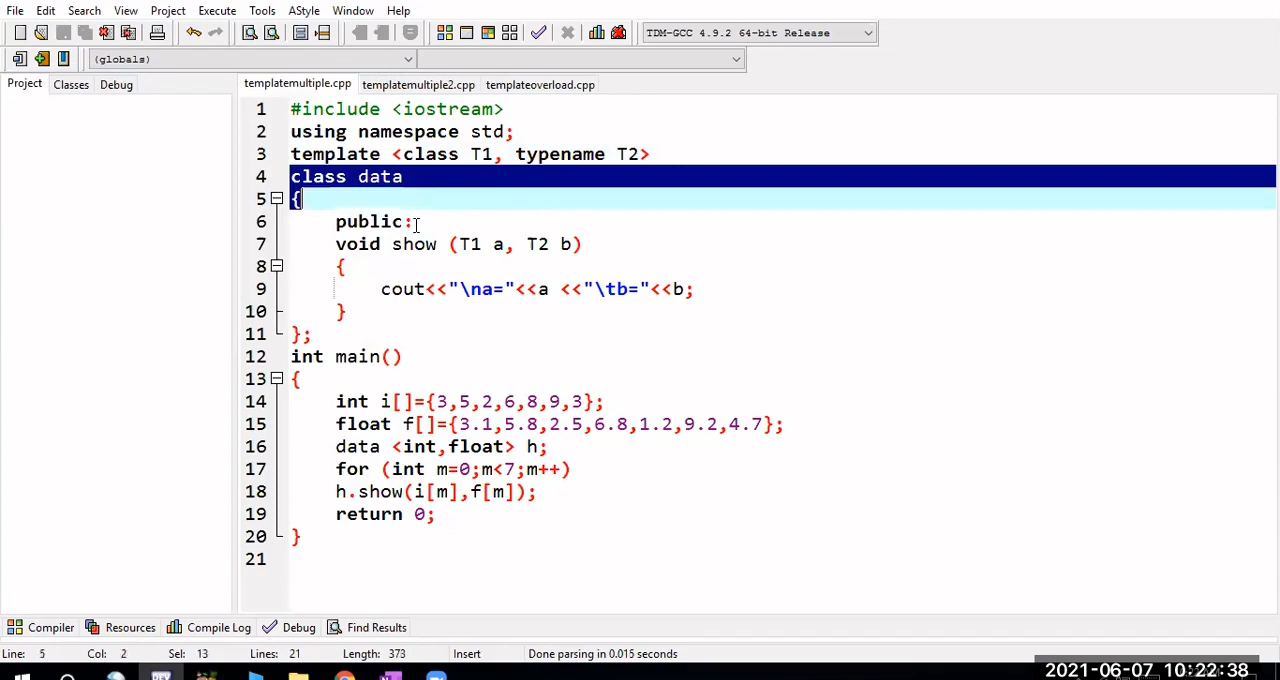 File Edit Search View Project Execute Tools AStyle Window Help
TDM-GCC 4.9.2 64-bit Release
(globals)
Project Classes Debug templatemultiple.cpp templatemultiple2.cpp templateoverload.cpp
1 #include <iostream>
2 using namespace std;
3 template <class T1, typename T2>
4 class data
5 {
6 public:
7 void show (T1 a, T2 b)
8 {
9 cout<<"\na="<<a <<"\tb="<<b;
10 }
11 };
12 int main()
13 {
14 int i[]={3,5,2,6,8,9,3};
15 float f[]={3.1,5.8,2.5,6.8,1.2,9.2,4.7};
16 data <int,float> h;
17 for (int m=0;m<7;m++)
18 h.show(i[m],f[m]);
19 return 0;
20 }
21
Compiler Resources Compile Log Debug Find Results
Line: 5 Col: 2 Sel: 13 Lines: 21 Length: 373 Insert Done parsing in 0.015 seconds
2021-06-07 10:22:38